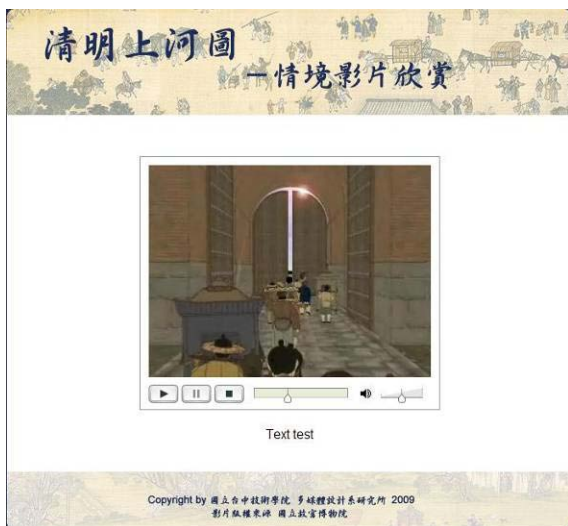 清明上河圖
－情境影片欣賞
Text test
Copyright by 國立台中技術學院 多媒體設計系研究所 2009
影片版權來源 國立故宮博物院